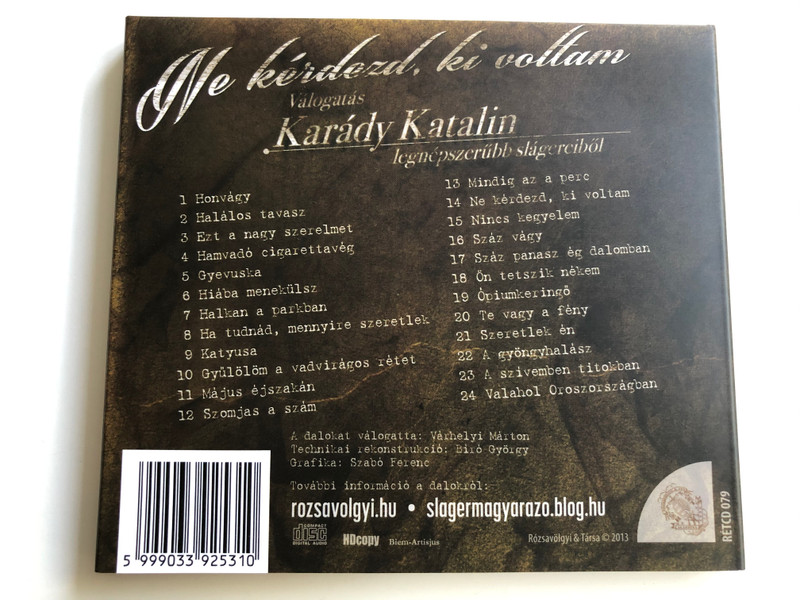 Ne kérdezd, ki voltam
Válogatás
Karády Katalin
legnépszerűbb slágereiből
1 Honvágy
2 Halálos tavasz
3 Ezt a nagy szerelmet
4 Hamvadó cigarettavég
5 Gyevuska
6 Hiába menekülsz
7 Halkan a parkban
8 Ha tudnád, mennyire szeretlek
9 Katyusa
10 Gyűlölöm a vadvirágos rétet
11 Május éjszakán
12 Szomjas a szám
13 Mindig az a perc
14 Ne kérdezd, ki voltam
15 Nincs kegyelem
16 Száz vágy
17 Száz panasz ég dalomban
18 Ön tetszik nékem
19 Ópiumkeringő
20 Te vagy a fény
21 Szeretlek én
22 A gyöngyhalász
23 A szívemben titokban
24 Valahol Oroszországban
A dalokat válogatta: Várhelyi Márton
Technikai rekonstrukció: Bíró György
Grafika: Szabó Ferenc
További információ a dalokról:
rozsavolgyi.hu • slagermagyarazo.blog.hu
COMPACT
DISC
DIGITAL AUDIO
HDcopy
Biem-Artisjus
Rózsavölgyi & Társa © 2013
RÉTCD 079
5 999033 925310